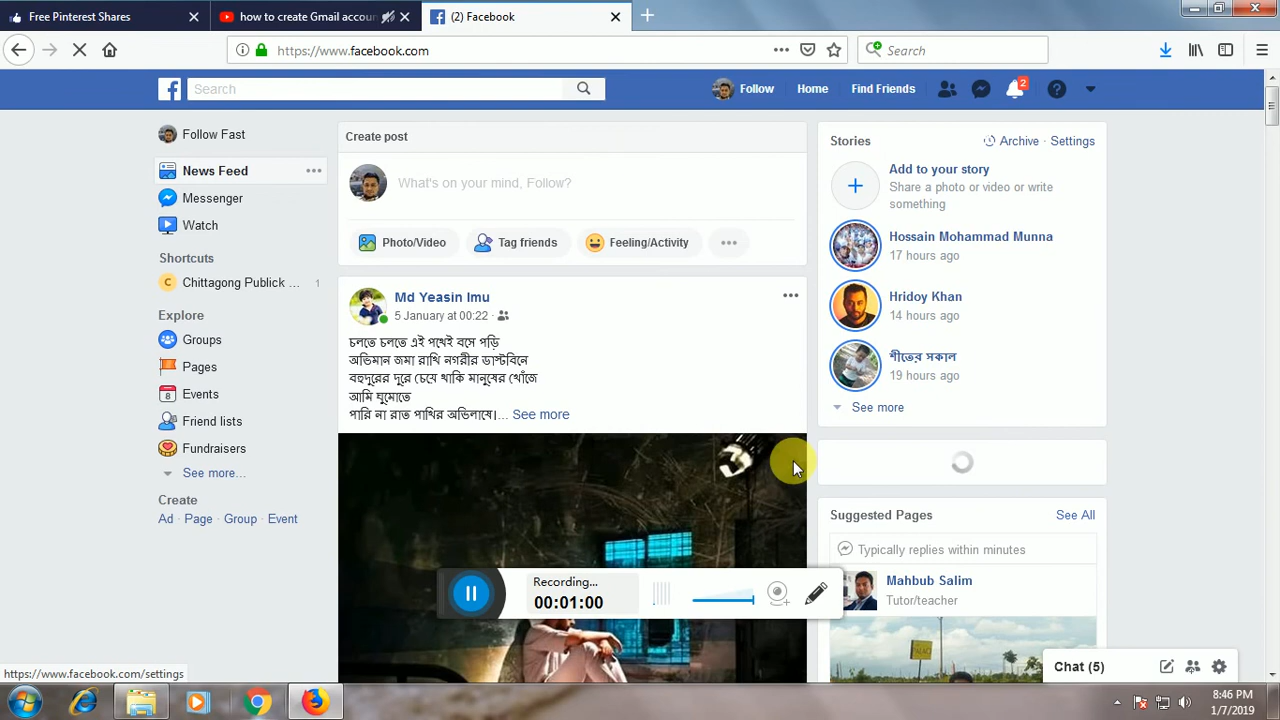 Free Pinterest Shares
how to create Gmail accoun
(2) Facebook
https://www.facebook.com
Search
Search
Follow
Home
Find Friends
2
Follow Fast
News Feed
Messenger
Watch
Shortcuts
C
Chittagong Publick ...
1
Explore
Groups
Pages
8
Events
Friend lists
Fundraisers
See more...
Create
Ad · Page · Group · Event
Create post
What's on your mind, Follow?
Photo/Video
Tag friends
Feeling/Activity
Md Yeasin Imu
5 January at 00:22 ·
চলতে চলতে এই পথেই বসে পড়ি
অভিমান জমা রাখি নগরীর ডাস্টবিনে
বহুদূরের দূরে চেয়ে থাকি মানুষের খোঁজে
আমি ঘুমোতে
পারি না রাত পাখির অভিলাষে।... See more
Stories
Archive · Settings
Add to your story
Share a photo or video or write
something
Hossain Mohammad Munna
17 hours ago
Hridoy Khan
14 hours ago
শীতের সকাল
19 hours ago
See more
Suggested Pages
See All
Typically replies within minutes
Mahbub Salim
Tutor/teacher
Recording...
00:01:00
Chat (5)
https://www.facebook.com/settings
8:46 PM
1/7/2019